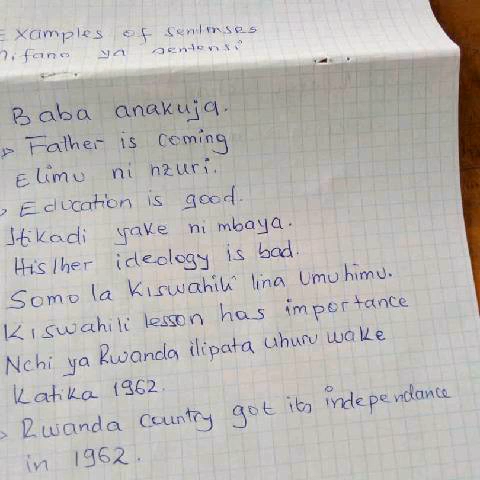 Examples of sentenses
Mifano ya sentensi
Baba anakuja.
Father is coming
Elimu ni nzuri.
Education is good.
Itikadi yake ni mbaya.
His/her ideology is bad.
Somo la Kiswahili lina umuhimu.
Kiswahili lesson has importance
Nchi ya Rwanda ilipata uhuru wake
Katika 1962.
Rwanda country got its independance
in 1962.